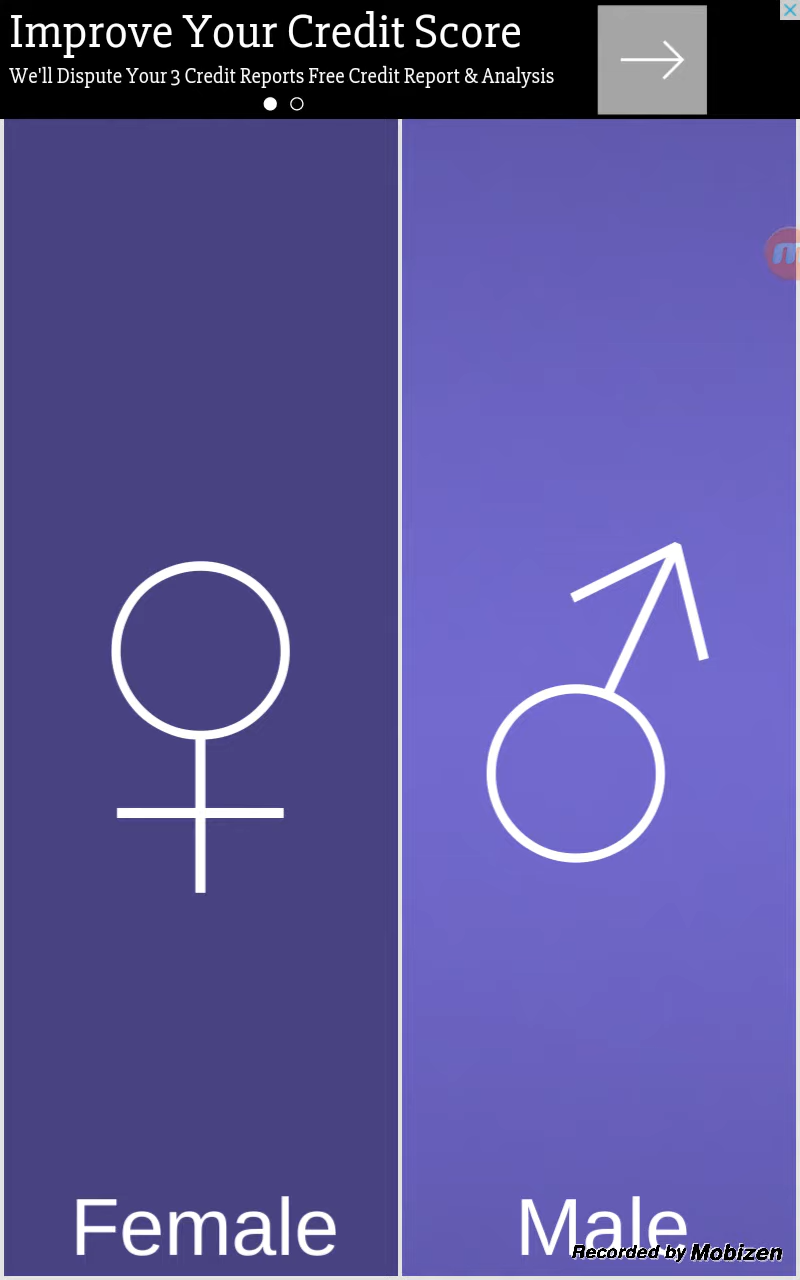 Improve Your Credit Score
We'll Dispute Your 3 Credit Reports Free Credit Report & Analysis
Female
Male
Recorded by Mobizen